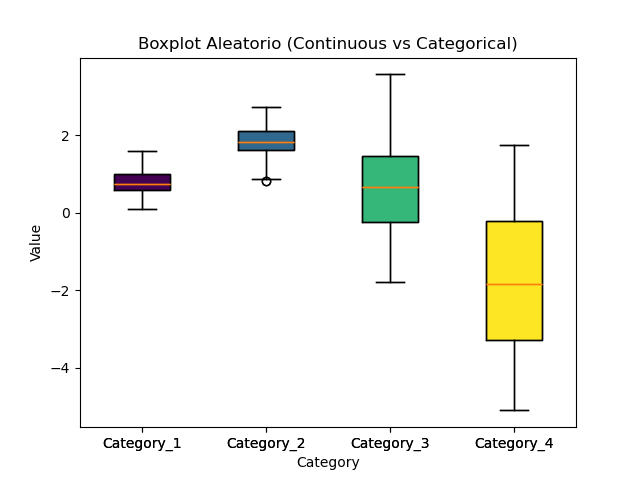 Boxplot Aleatorio (Continuous vs Categorical)
Value
2
0
−2
−4
Category_1 Category_2 Category_3 Category_4
Category